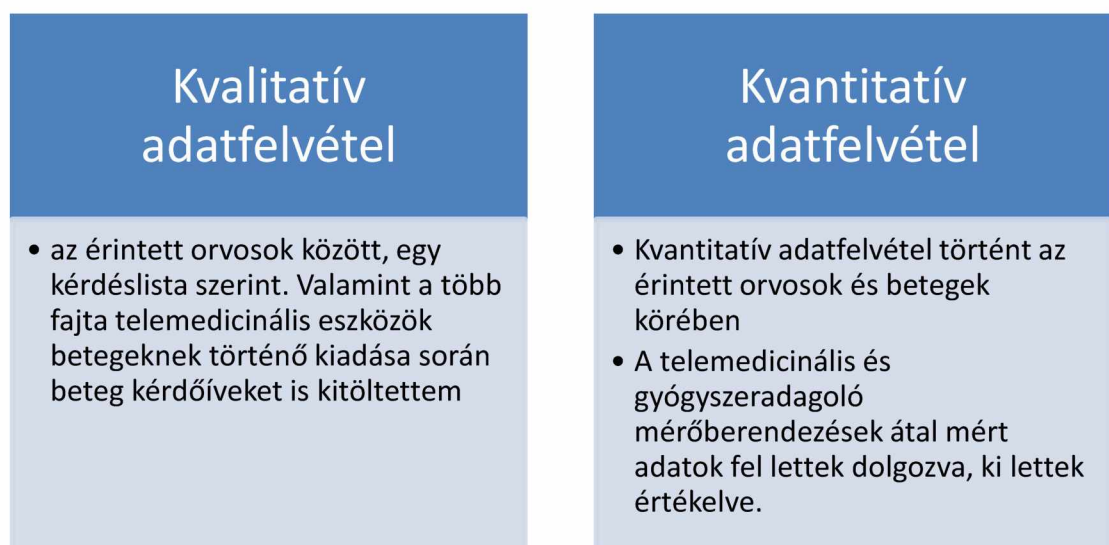 Kvalitatív
adatfelvétel
• az érintett orvosok között, egy
kérdéslista szerint. Valamint a több
fajta telemedicinális eszközök
betegeknek történő kiadása során
beteg kérdőíveket is kitöltettem
Kvantitatív
adatfelvétel
• Kvantitatív adatfelvétel történt az
érintett orvosok és betegek
körében
• A telemedicinális és
gyógyszeradagoló
mérőberendezések átal mért
adatok fel lettek dolgozva, ki lettek
értékelve.